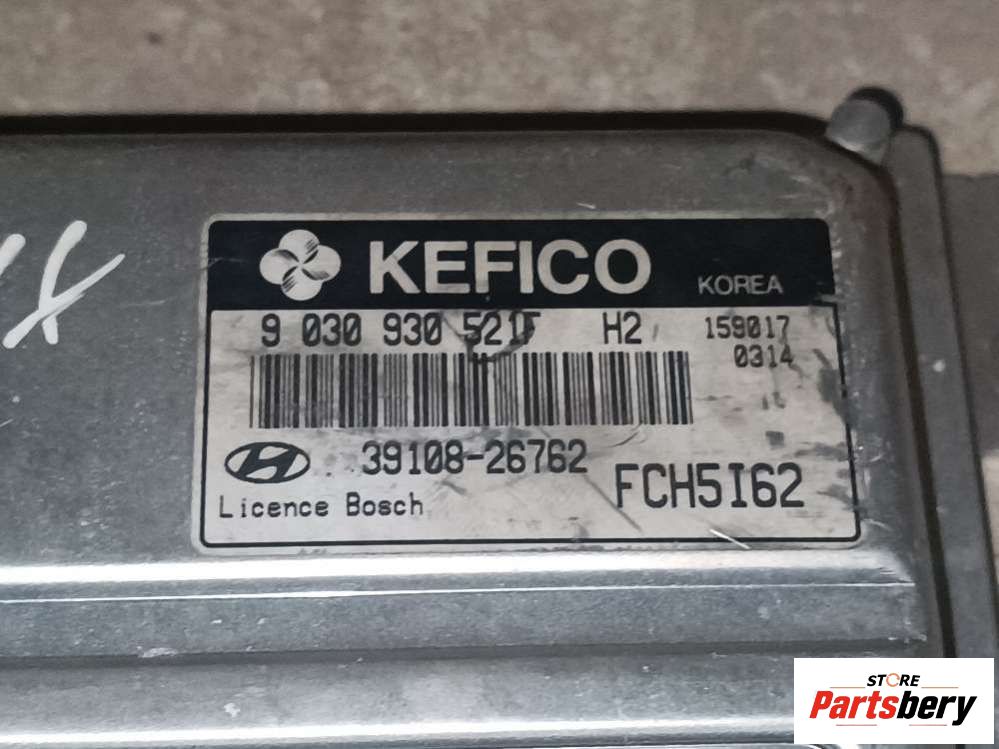 KEFICO KOREA
9 030 930 521F H2 159017
0314
39108-26762
FCH5I62
Licence Bosch
STORE
Partsbery